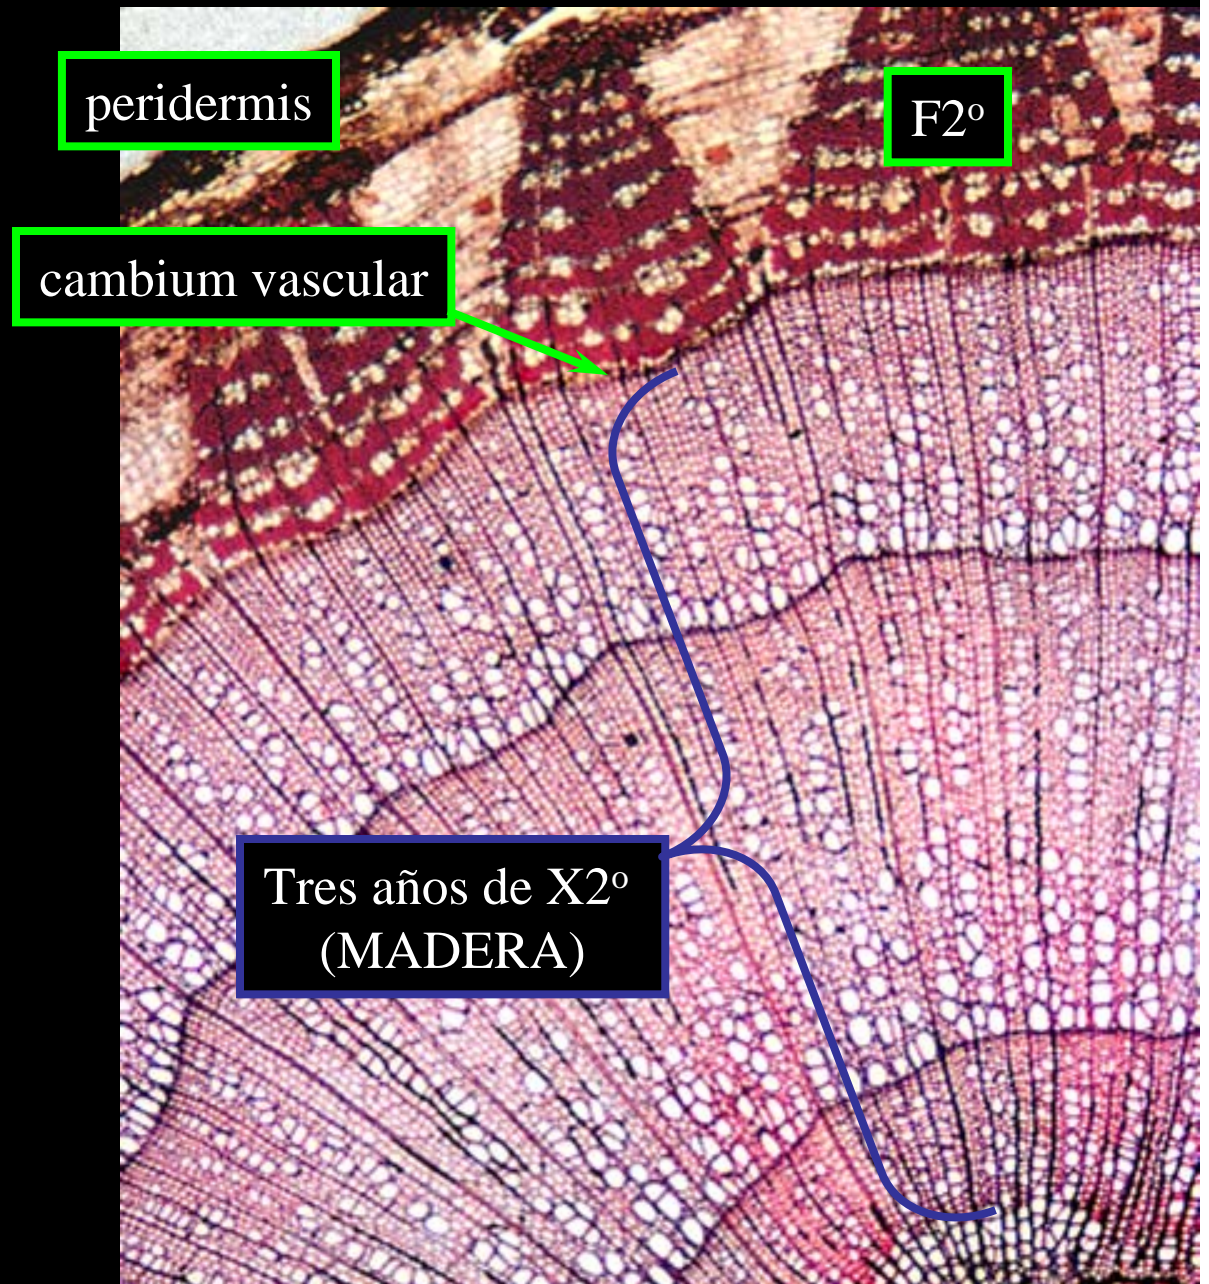 peridermis
F2º
cambium vascular
Tres años de X2º
(MADERA)